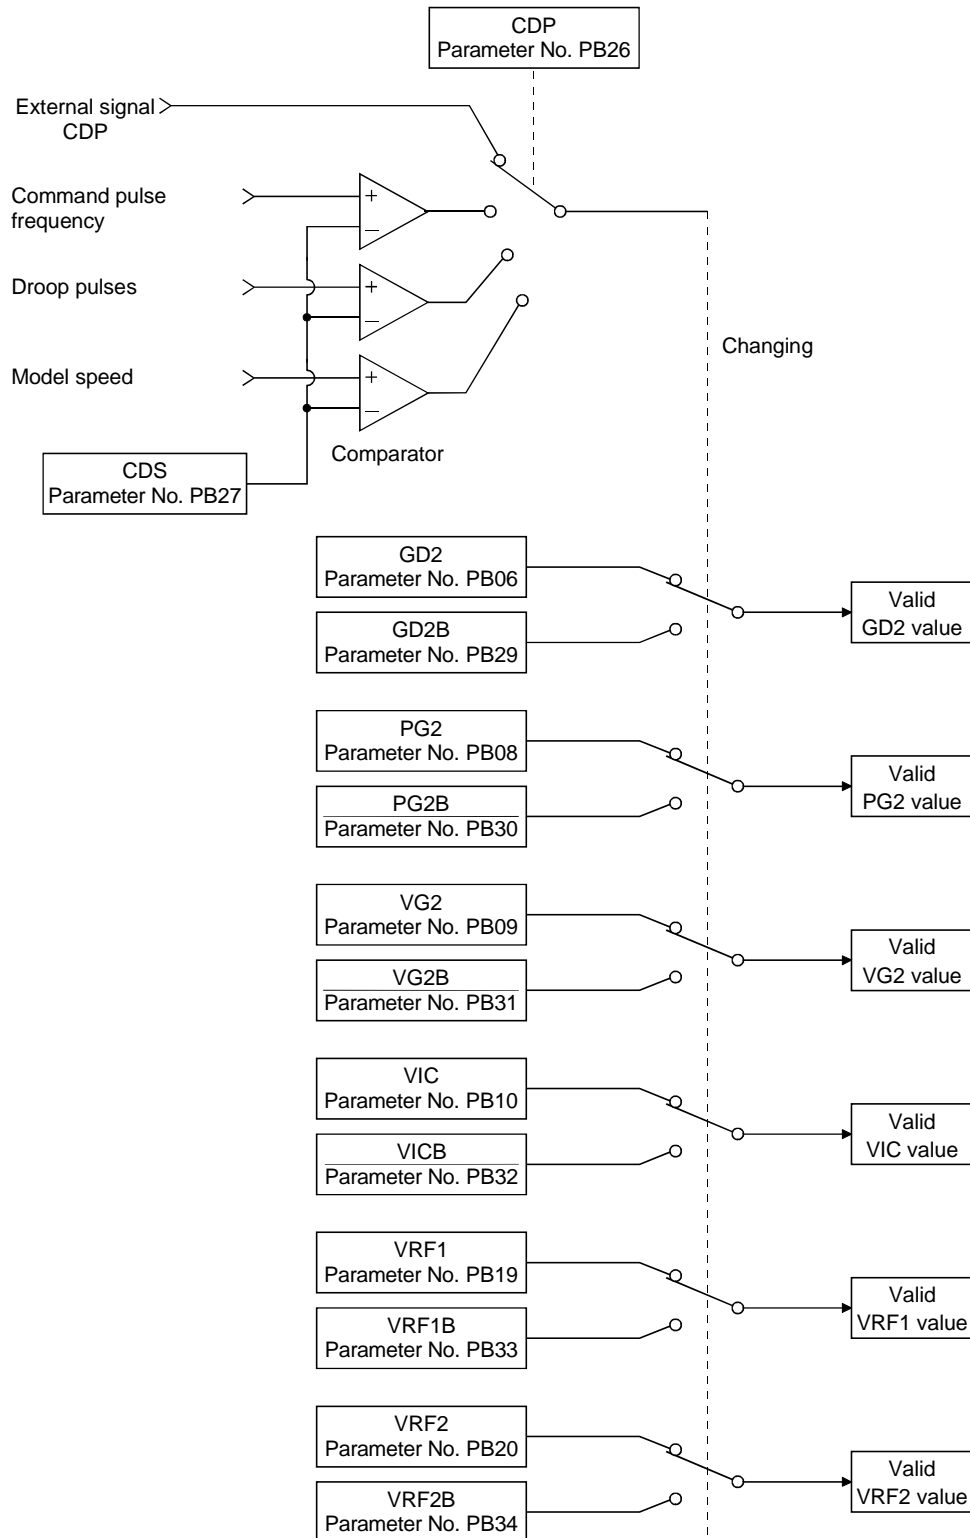 CDP
Parameter No. PB26
External signal
CDP
Command pulse
frequency
+
−
Droop pulses
+
−
Model speed
+
−
Changing
Comparator
CDS
Parameter No. PB27
GD2
Parameter No. PB06
Valid
GD2 value
GD2B
Parameter No. PB29
PG2
Parameter No. PB08
Valid
PG2 value
PG2B
Parameter No. PB30
VG2
Parameter No. PB09
Valid
VG2 value
VG2B
Parameter No. PB31
VIC
Parameter No. PB10
Valid
VIC value
VICB
Parameter No. PB32
VRF1
Parameter No. PB19
Valid
VRF1 value
VRF1B
Parameter No. PB33
VRF2
Parameter No. PB20
Valid
VRF2 value
VRF2B
Parameter No. PB34